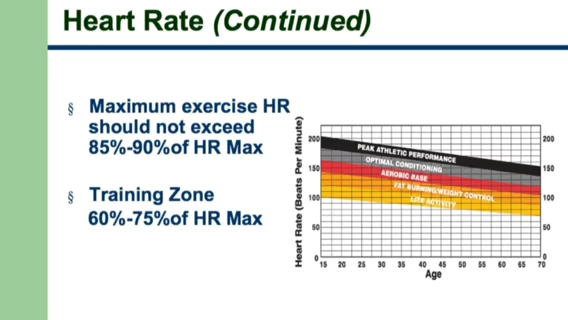 Heart Rate (Continued)
§ Maximum exercise HR
should not exceed
85%-90%of HR Max
§ Training Zone
60%-75%of HR Max
Heart Rate (Beats Per Minute)
200
150
100
50
0
PEAK ATHLETIC PERFORMANCE
OPTIMAL CONDITIONING
AEROBIC BASE
FAT BURNING/WEIGHT CONTROL
LITE ACTIVITY
200
150
100
50
0
15 20 25 30 35 40 45 50 55 60 65 70
Age